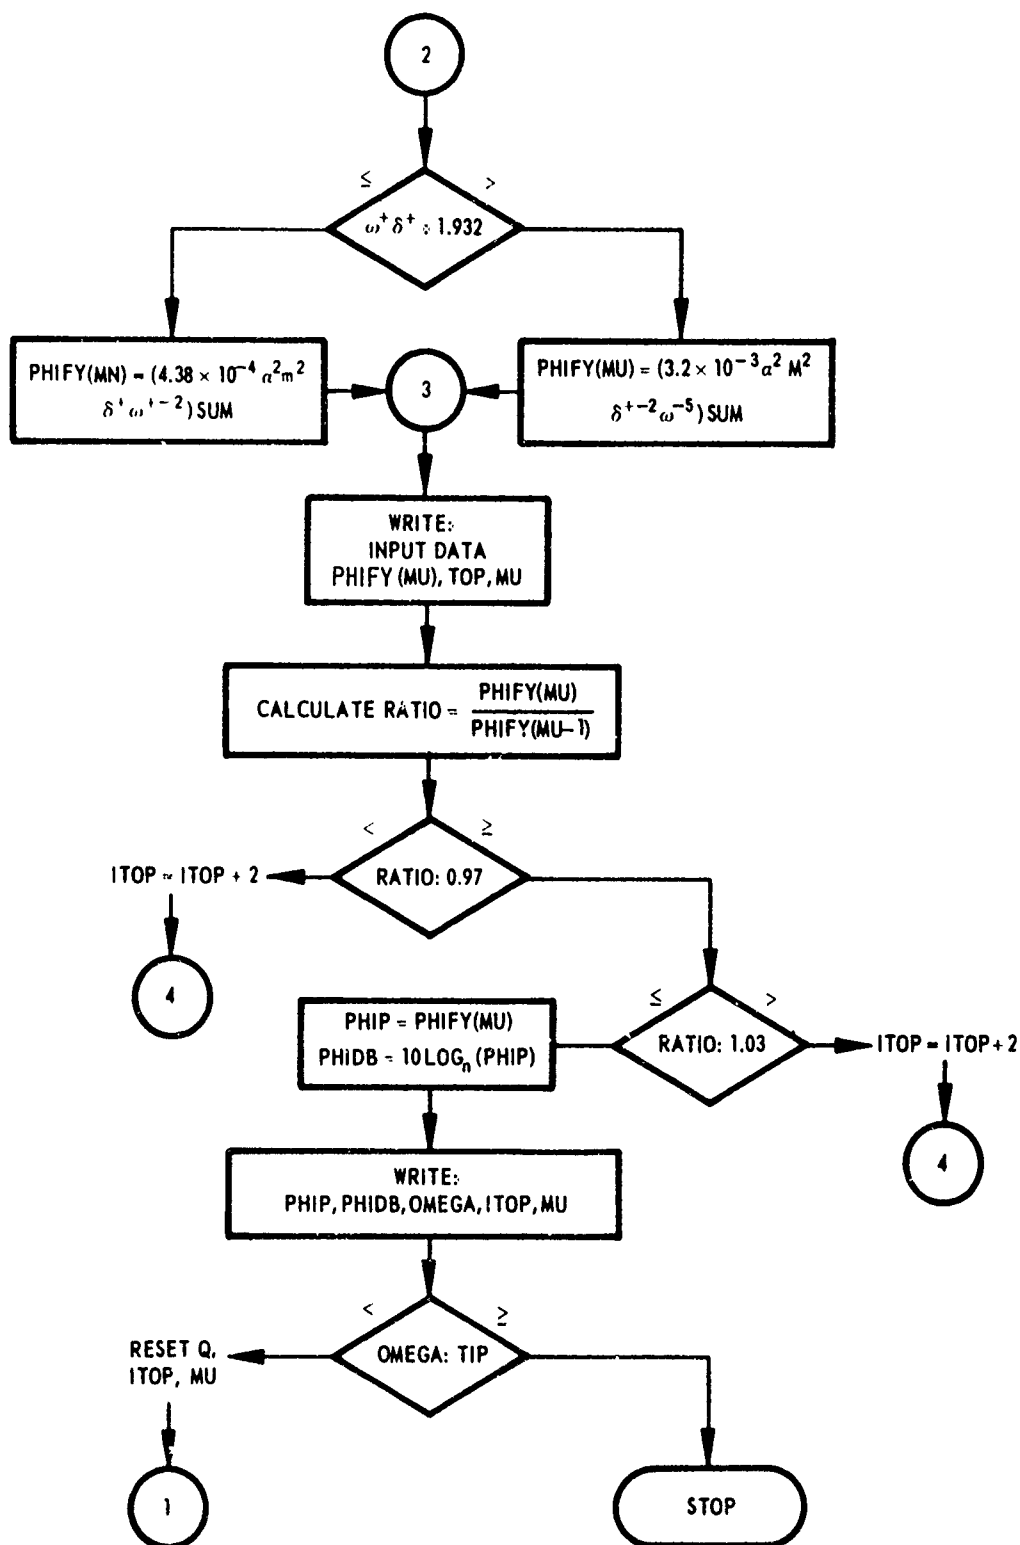 2
≤ >
ω⁺ δ⁺ : 1.932
PHIFY(MN) = (4.38 × 10⁻⁴ α²m²
δ⁺ ω⁺⁻²) SUM
3
PHIFY(MU) = (3.2 × 10⁻³ α² M²
δ⁺⁻² ω⁻⁵) SUM
WRITE:
INPUT DATA
PHIFY (MU), TOP, MU
CALCULATE RATIO = PHIFY(MU)
PHIFY(MU-1)
< ≥
ITOP = ITOP + 2
RATIO: 0.97
4
≤ >
PHIP = PHIFY(MU)
PHIDB = 10 LOGₙ (PHIP)
RATIO: 1.03
ITOP = ITOP + 2
4
WRITE:
PHIP, PHIDB, OMEGA, ITOP, MU
< ≥
RESET Q,
ITOP, MU
OMEGA: TIP
1
STOP